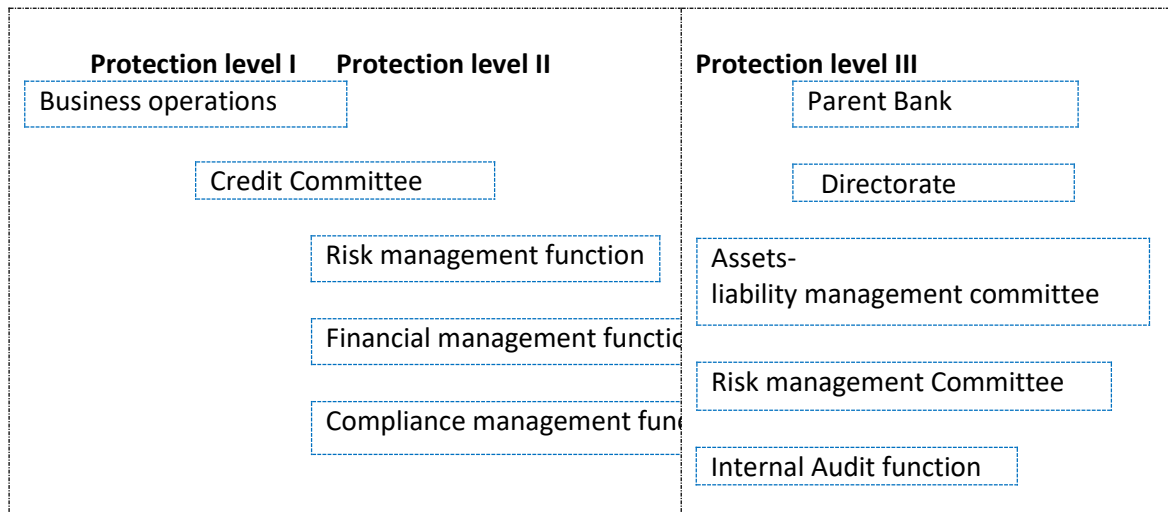 Protection level I Protection level II Protection level III
Business operations
Parent Bank
Credit Committee
Directorate
Risk management function
Assets-
liability management committee
Financial management
Risk management Committee
Compliance management
Internal Audit function